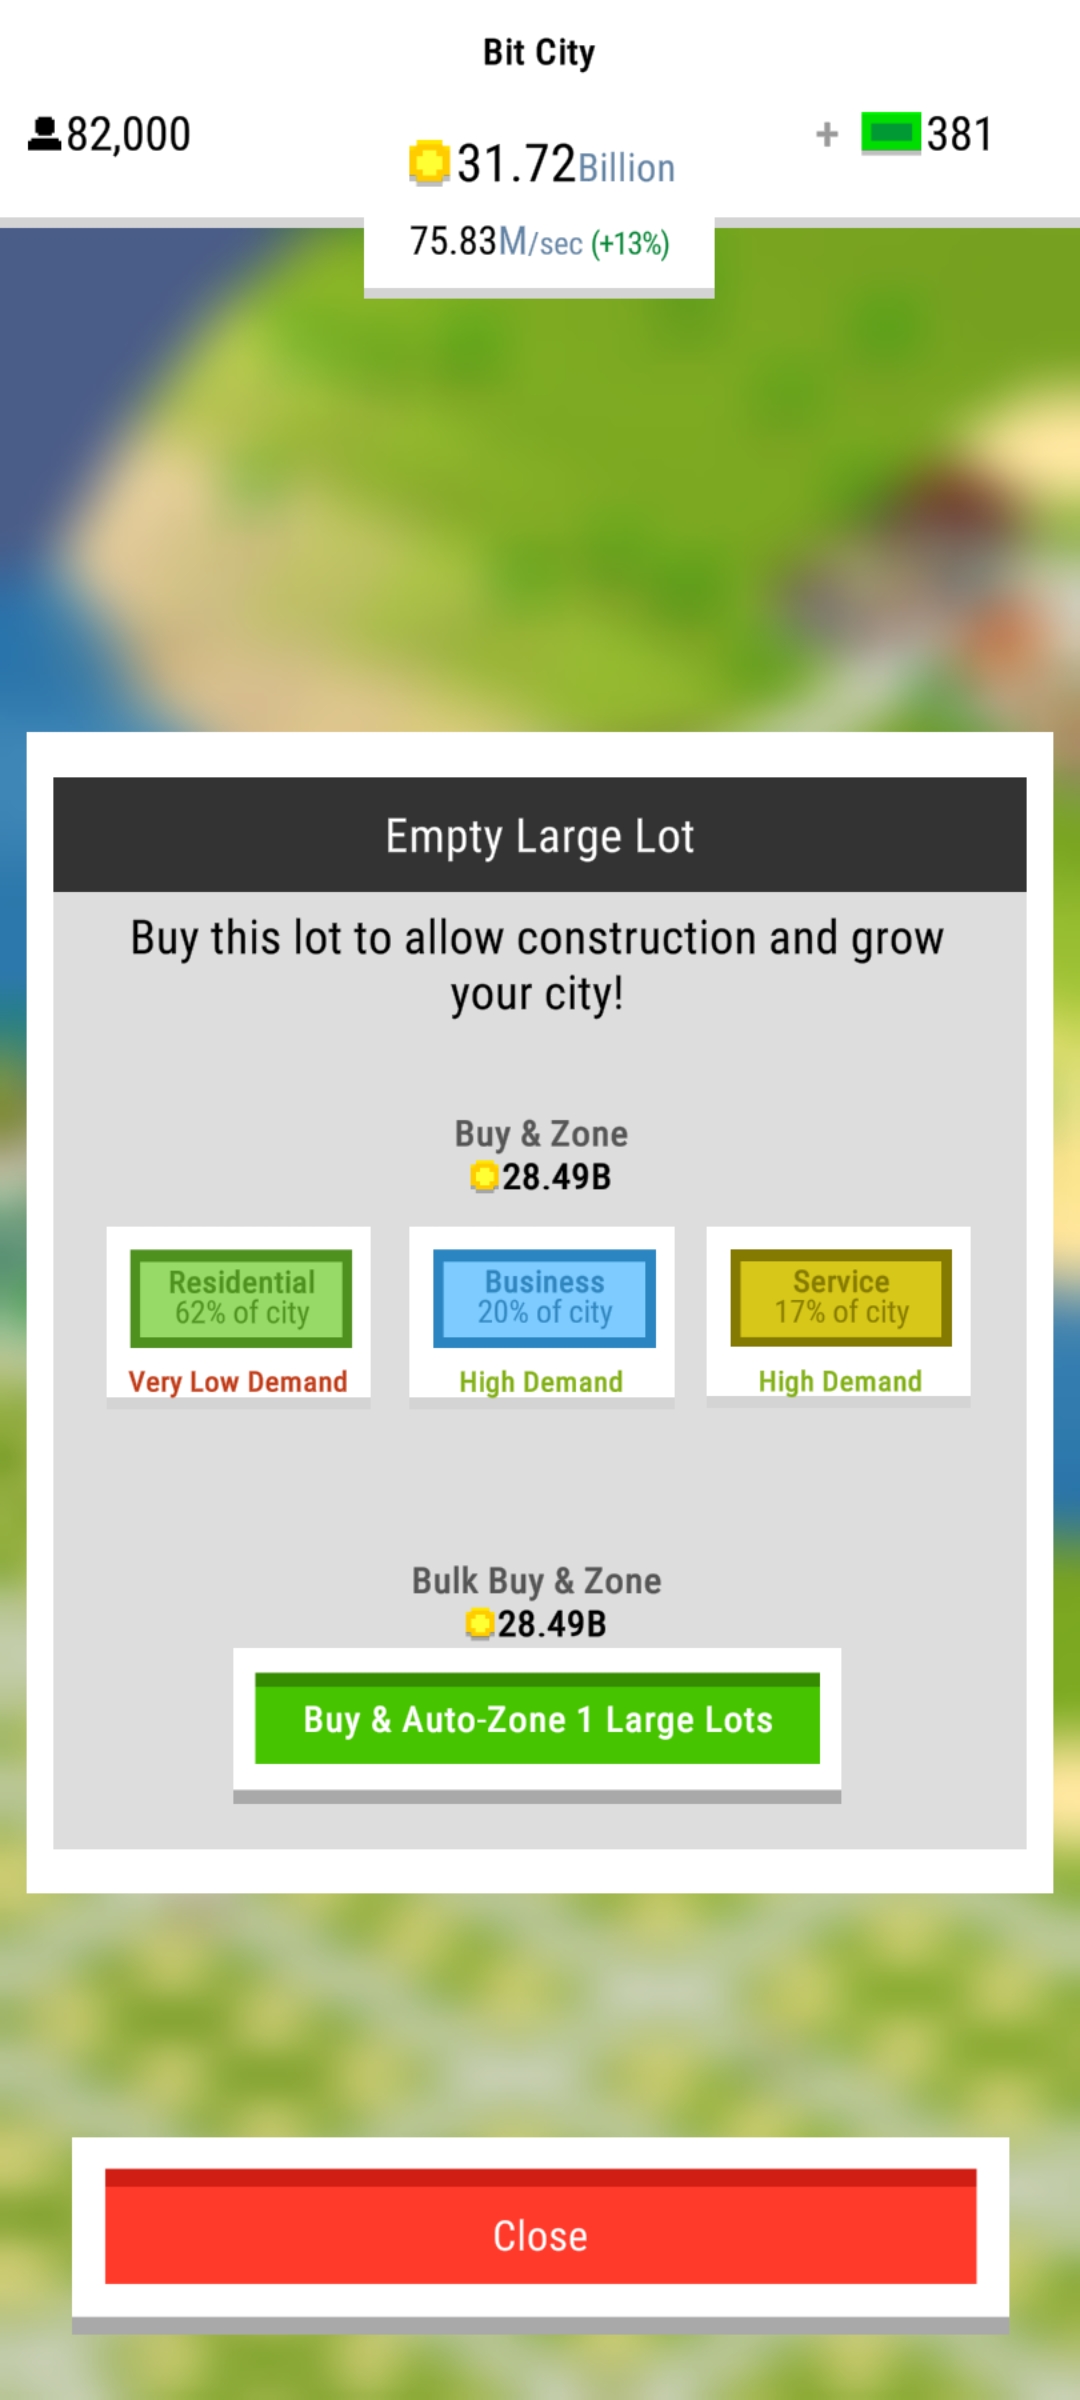 Bit City
82,000
31.72Billion
+ 381
75.83M/sec (+13%)
Empty Large Lot
Buy this lot to allow construction and grow
your city!
Buy & Zone
28.49B
Residential
62% of city
Very Low Demand
Business
20% of city
High Demand
Service
17% of city
High Demand
Bulk Buy & Zone
28.49B
Buy & Auto-Zone 1 Large Lots
Close